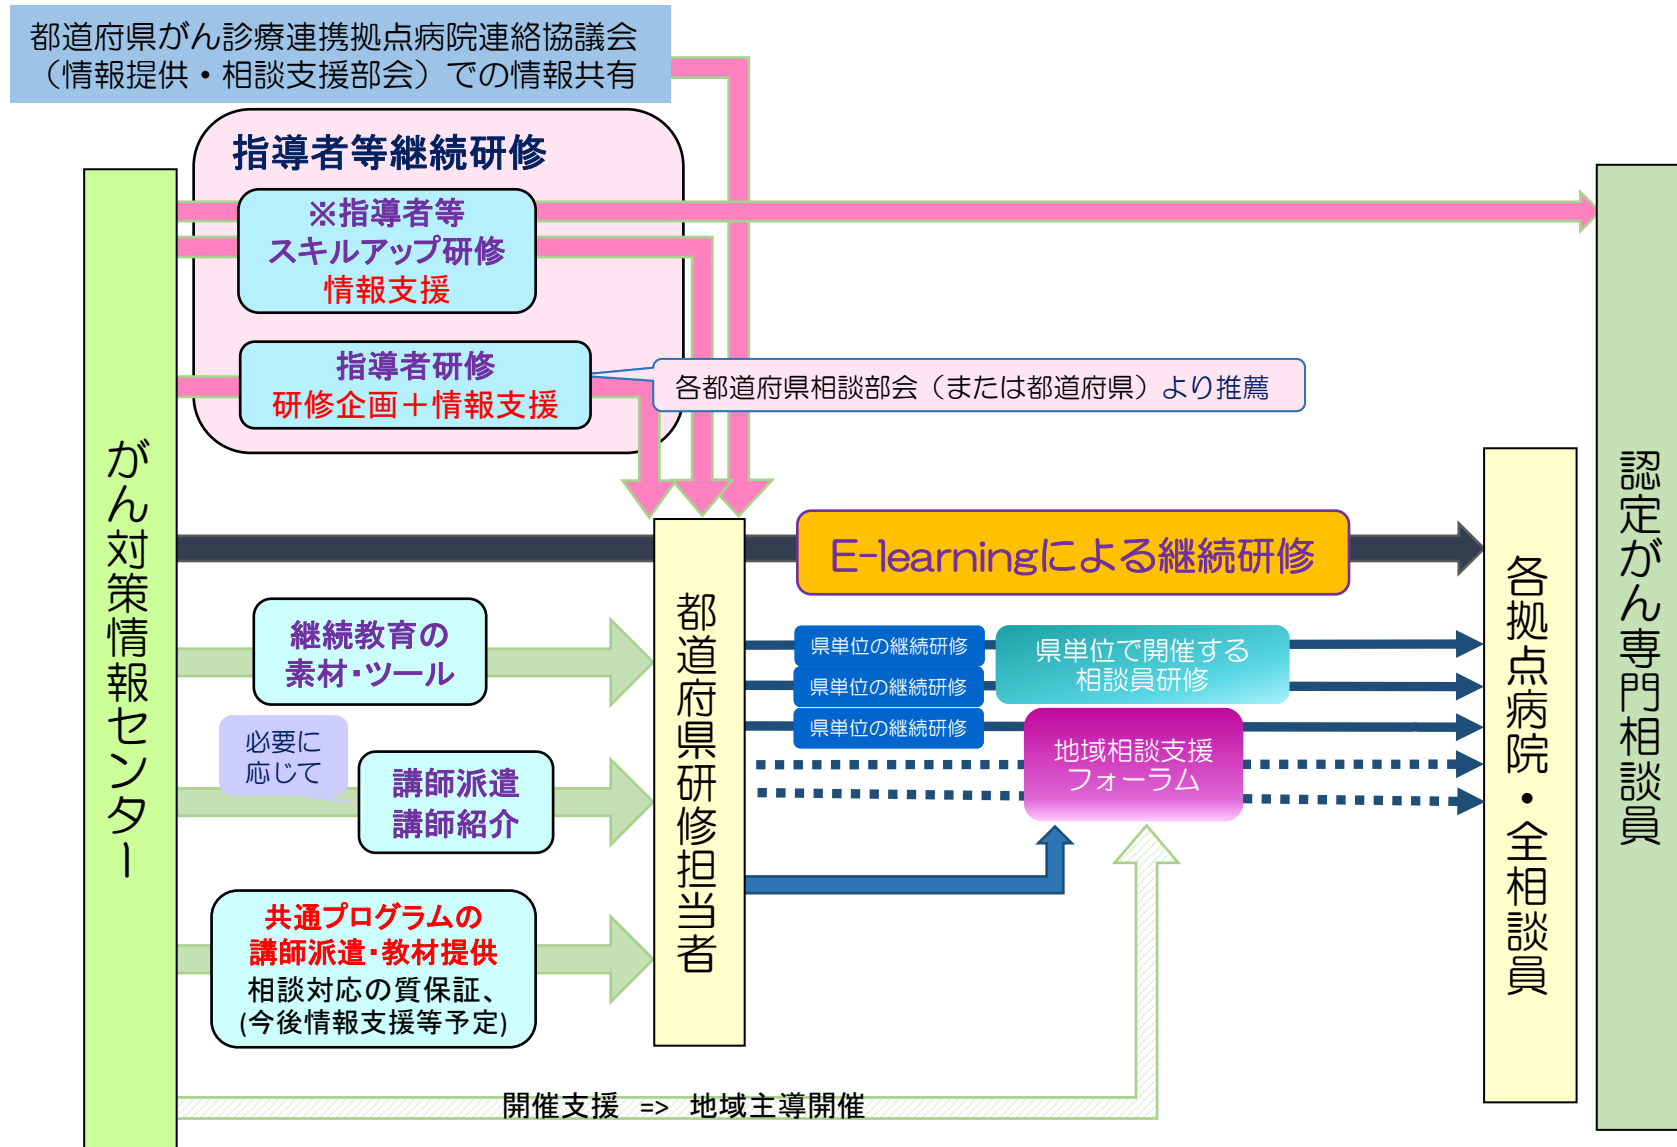 都道府県がん診療連携拠点病院連絡協議会
（情報提供・相談支援部会）での情報共有
指導者等継続研修
※指導者等
スキルアップ研修
情報支援
指導者研修
研修企画＋情報支援
各都道府県相談部会（または都道府県）より推薦
がん対策情報センター
E-learningによる継続研修
継続教育の
素材・ツール
必要に
応じて
講師派遣
講師紹介
共通プログラムの
講師派遣・教材提供
相談対応の質保証、
(今後情報支援等予定)
都道府県研修担当者
県単位の継続研修
県単位の継続研修
県単位の継続研修
県単位で開催する
相談員研修
地域相談支援
フォーラム
各拠点病院・全相談員
認定がん専門相談員
開催支援 => 地域主導開催